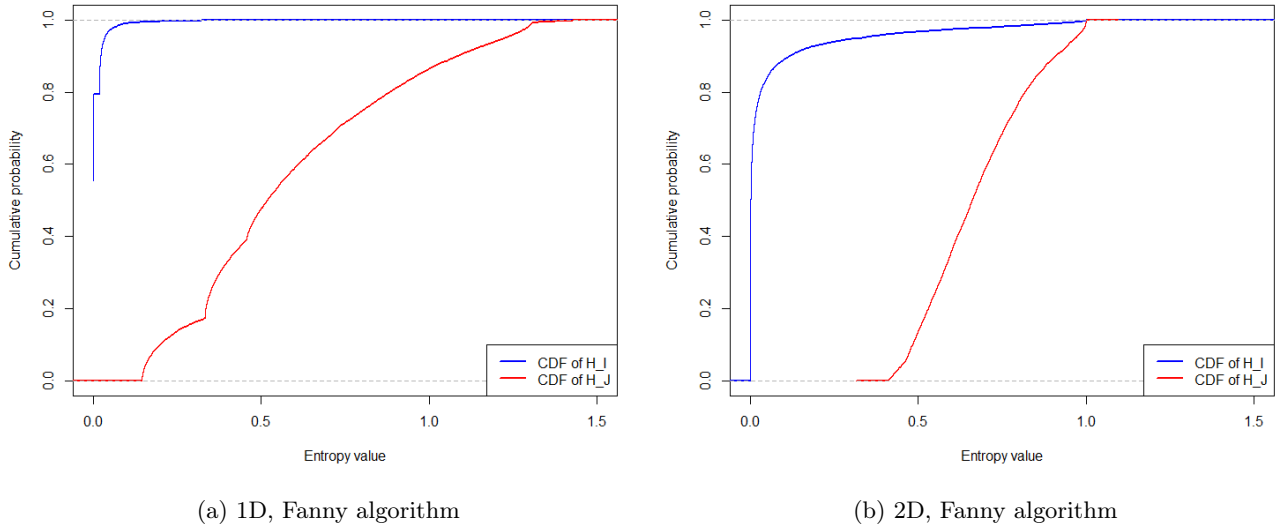 Cumulative probability
1.0
0.8
0.6
0.4
0.2
0.0
0.0 0.5 1.0 1.5
Entropy value
CDF of H_I
CDF of H_J
(a) 1D, Fanny algorithm
Cumulative probability
1.0
0.8
0.6
0.4
0.2
0.0
0.0 0.5 1.0 1.5
Entropy value
CDF of H_I
CDF of H_J
(b) 2D, Fanny algorithm